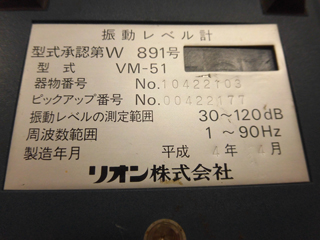 振動レベル計
型式承認第W 891号
型式 VM-51
器物番号 No.10422103
ピックアップ番号 No.00422177
振動レベルの測定範囲 30～120dB
周波数範囲 1～90Hz
製造年月 平成 4年 月
リオン株式会社